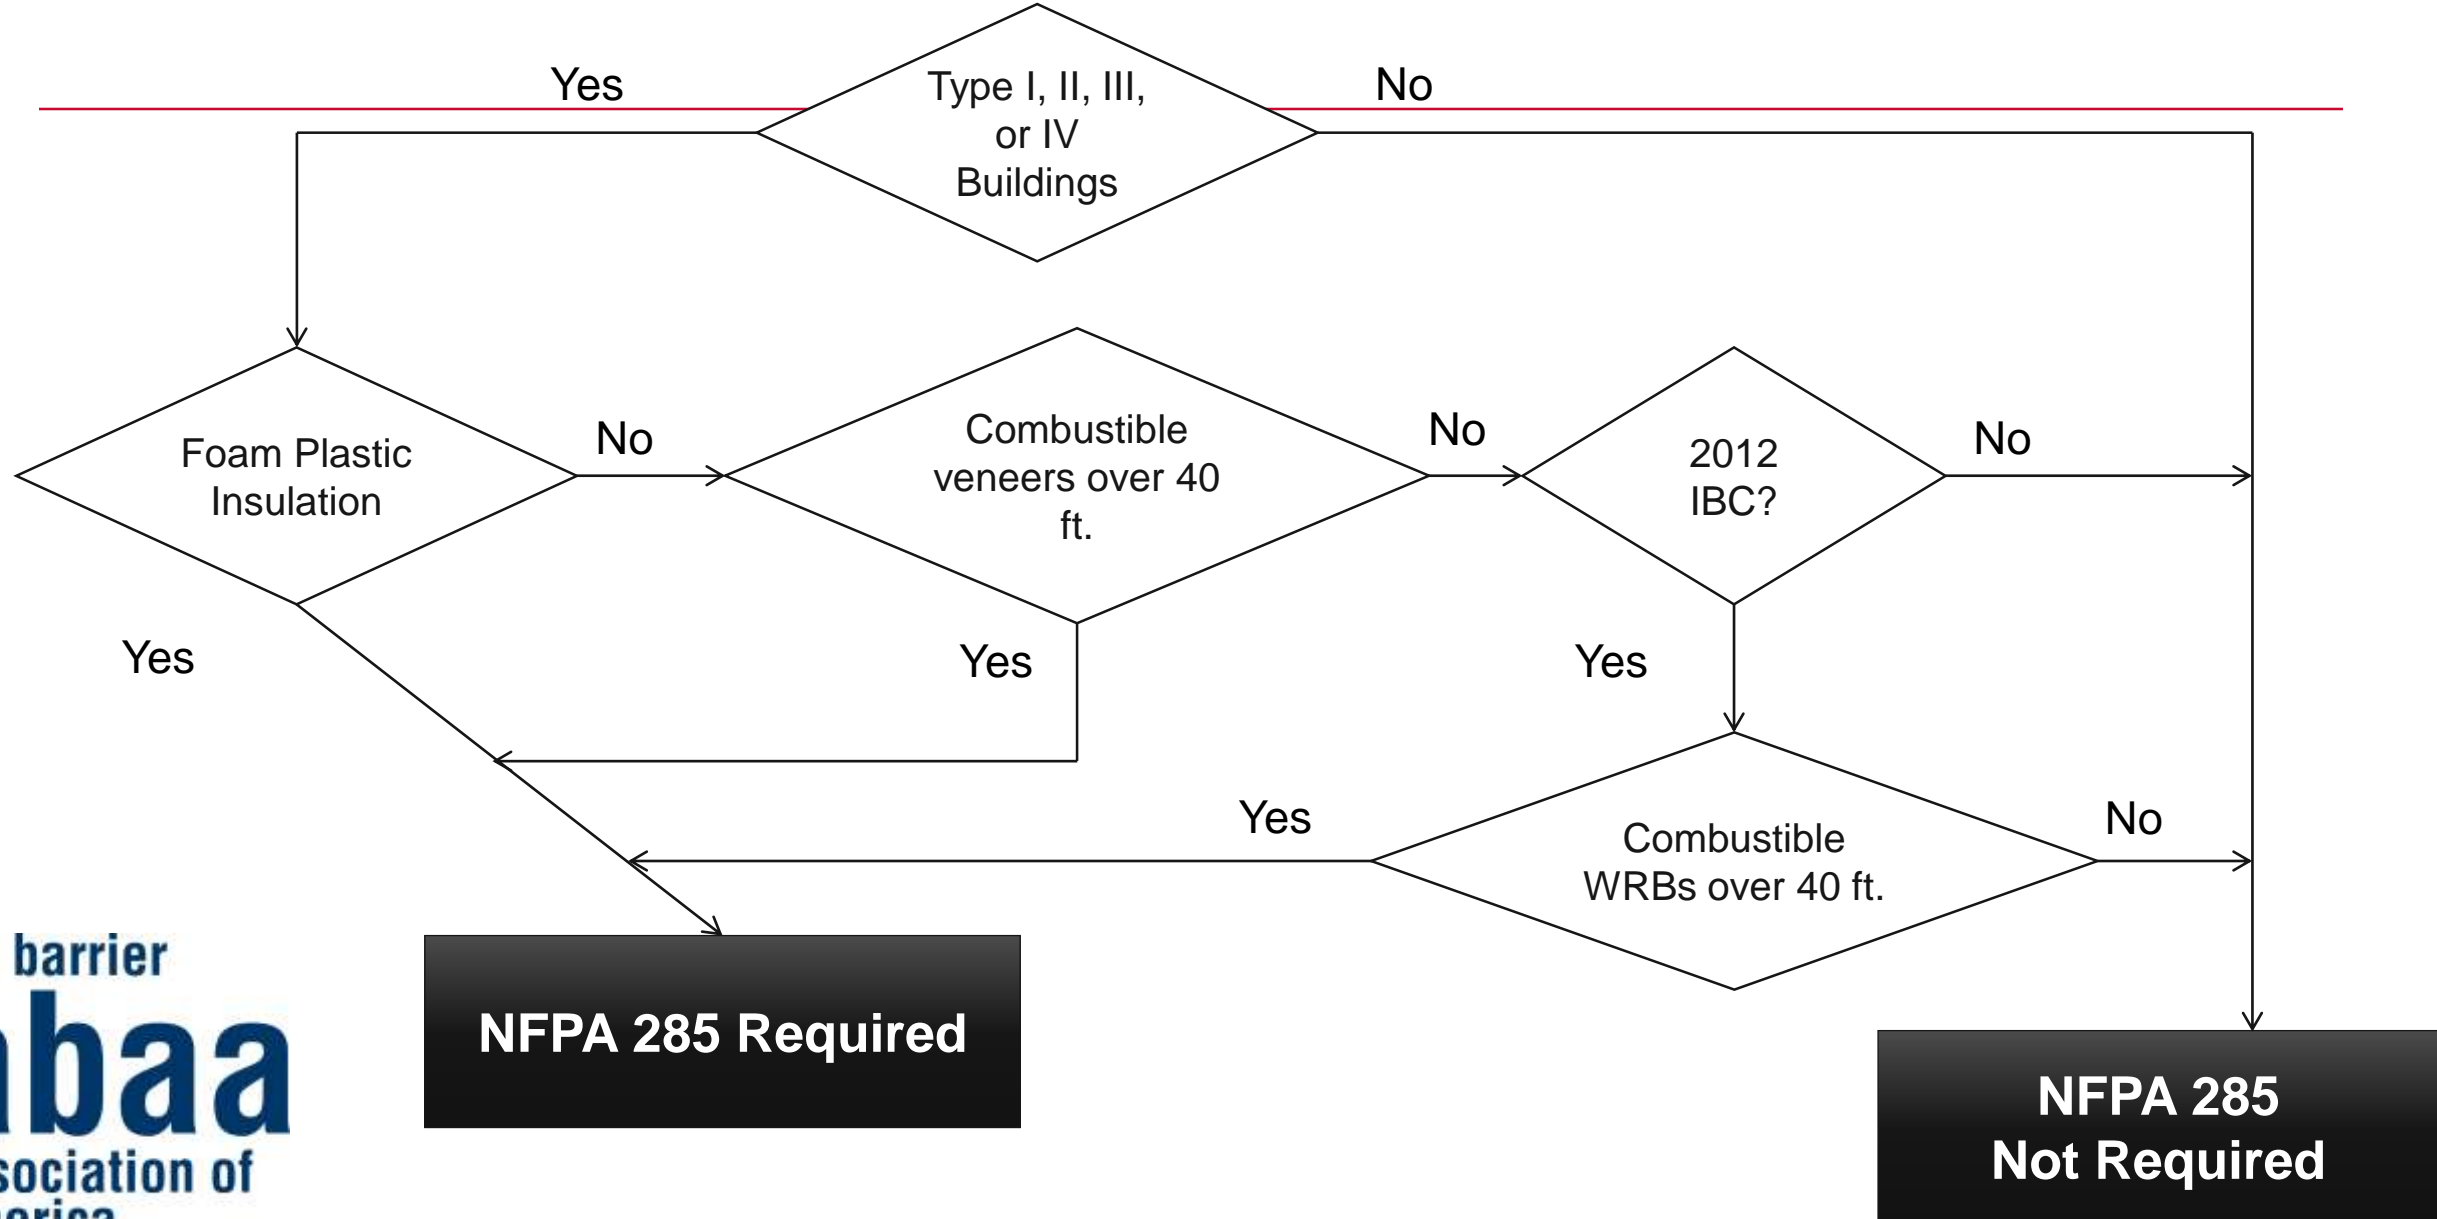 Yes
Type I, II, III,
or IV
Buildings
No
Foam Plastic
Insulation
No
Combustible
veneers over 40
ft.
No
2012
IBC?
No
Yes
Yes
Yes
Yes
Combustible
WRBs over 40 ft.
No
barrier
abaa
sociation of
NFPA 285 Required
NFPA 285
Not Required